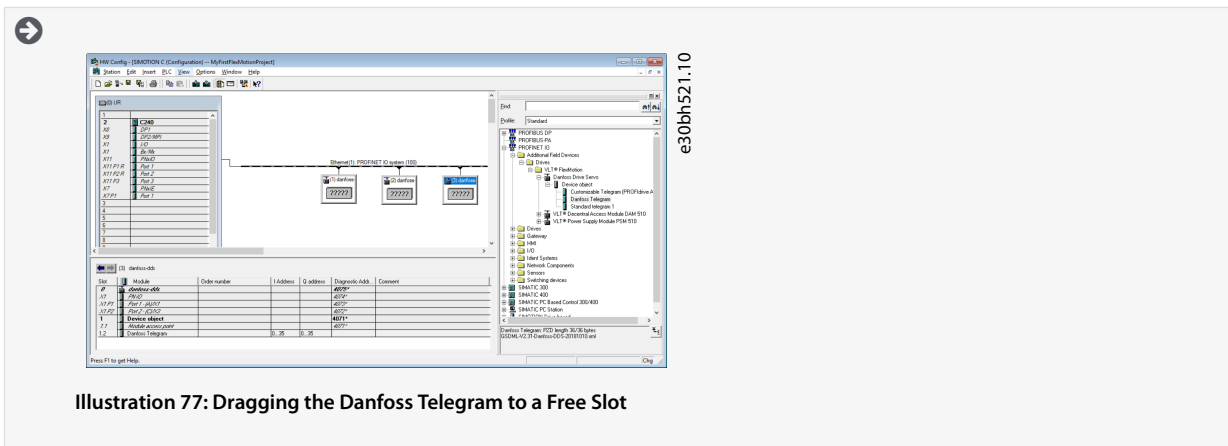 HW Config - [SIMOTION C (Configuration) -- MyFirstFlexMotionProject]
Station Edit Insert PLC View Options Window Help
(0) UR
1
2 C240
X8 DP1
X8 DP2/MPI
X1 I/O
X1 Bx/Mx
X11 PNxIO
X11 P1 R Port 1
X11 P2 R Port 2
X11 P3 Port 3
X7 PNxIE
X7 P1 Port 1
3
4
5
6
7
8
Ethernet(1): PROFINET IO system (100)
(1) danfoss
(2) danfoss
(3) danfoss
?????
?????
?????
Find:
Profile: Standard
PROFIBUS DP
PROFIBUS-PA
PROFINET IO
Additional Field Devices
Drives
VLT® FlexMotion
Danfoss Drive Servo
Device object
Customizable Telegram (PROFIdrive A
Danfoss Telegram
Standard telegram 1
VLT® Decentral Access Module DAM 510
VLT® Power Supply Module PSM 510
Drives
Gateway
HMI
I/O
Ident Systems
Network Components
Sensors
Switching devices
SIMATIC 300
SIMATIC 400
SIMATIC PC Based Control 300/400
SIMATIC PC Station
Danfoss Telegram: PZD length 36/36 bytes
GSDML-V2.31-Danfoss-DDS-20181010.xml
(3) danfoss-dds
Slot Module Order number I Address Q address Diagnostic Addr... Comment
0 danfoss-dds 4075*
X1 PN-IO 4074*
X1 P1 Port 1 - (A)/X1 4073*
X1 P2 Port 2 - (C)/X3 4072*
1 Device object 4071*
1.1 Module access point 4071*
1.2 Danfoss Telegram 0...35 0...35
Press F1 to get Help.
Chg
e30bh521.10
Illustration 77: Dragging the Danfoss Telegram to a Free Slot